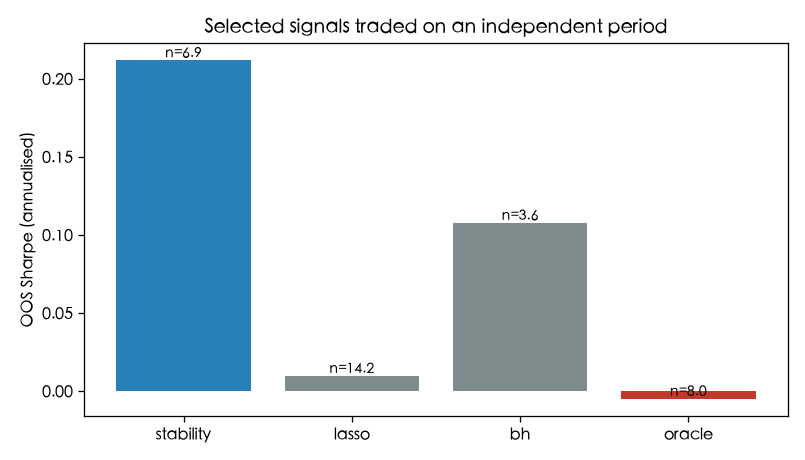 Selected signals traded on an independent period
OOS Sharpe (annualised)
0.20
0.15
0.10
0.05
0.00
n=6.9
n=14.2
n=3.6
n=8.0
stability
lasso
bh
oracle